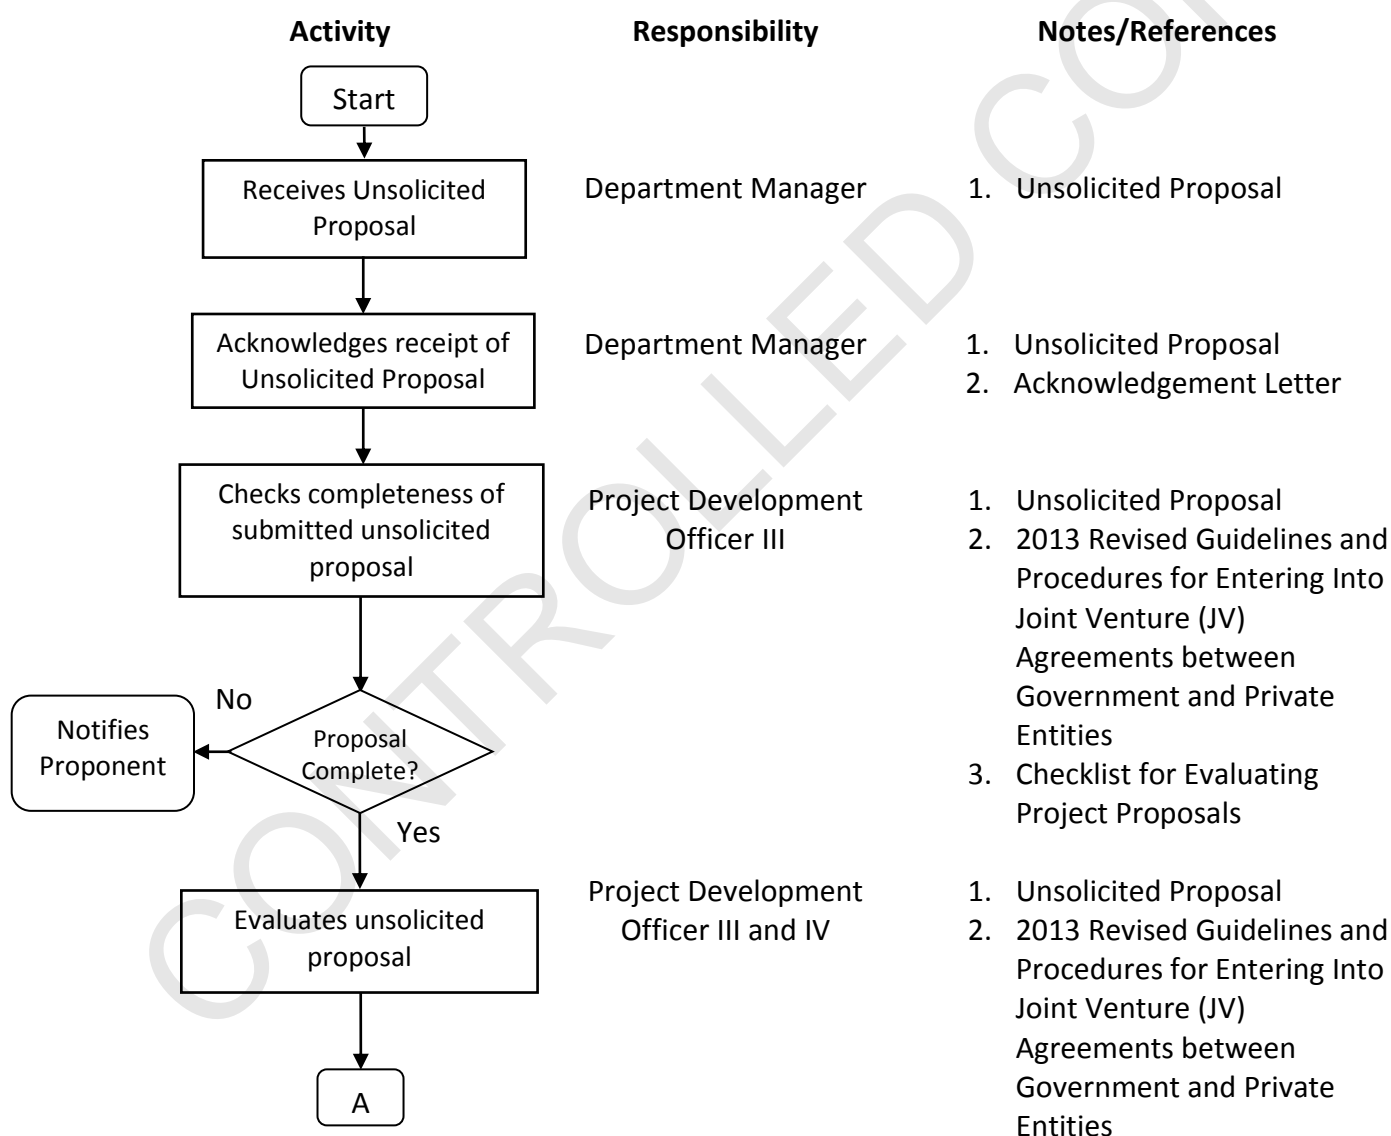 Activity
Responsibility
Notes/References
Start
Receives Unsolicited
Proposal
Department Manager
1. Unsolicited Proposal
Acknowledges receipt of
Unsolicited Proposal
Department Manager
1. Unsolicited Proposal
2. Acknowledgement Letter
Checks completeness of
submitted unsolicited
proposal
Project Development
Officer III
1. Unsolicited Proposal
2. 2013 Revised Guidelines and
Procedures for Entering Into
Joint Venture (JV)
Agreements between
Government and Private
Entities
3. Checklist for Evaluating
Project Proposals
No
Notifies
Proponent
Proposal
Complete?
Yes
Evaluates unsolicited
proposal
Project Development
Officer III and IV
1. Unsolicited Proposal
2. 2013 Revised Guidelines and
Procedures for Entering Into
Joint Venture (JV)
Agreements between
Government and Private
Entities
A
CONTROLLED CO